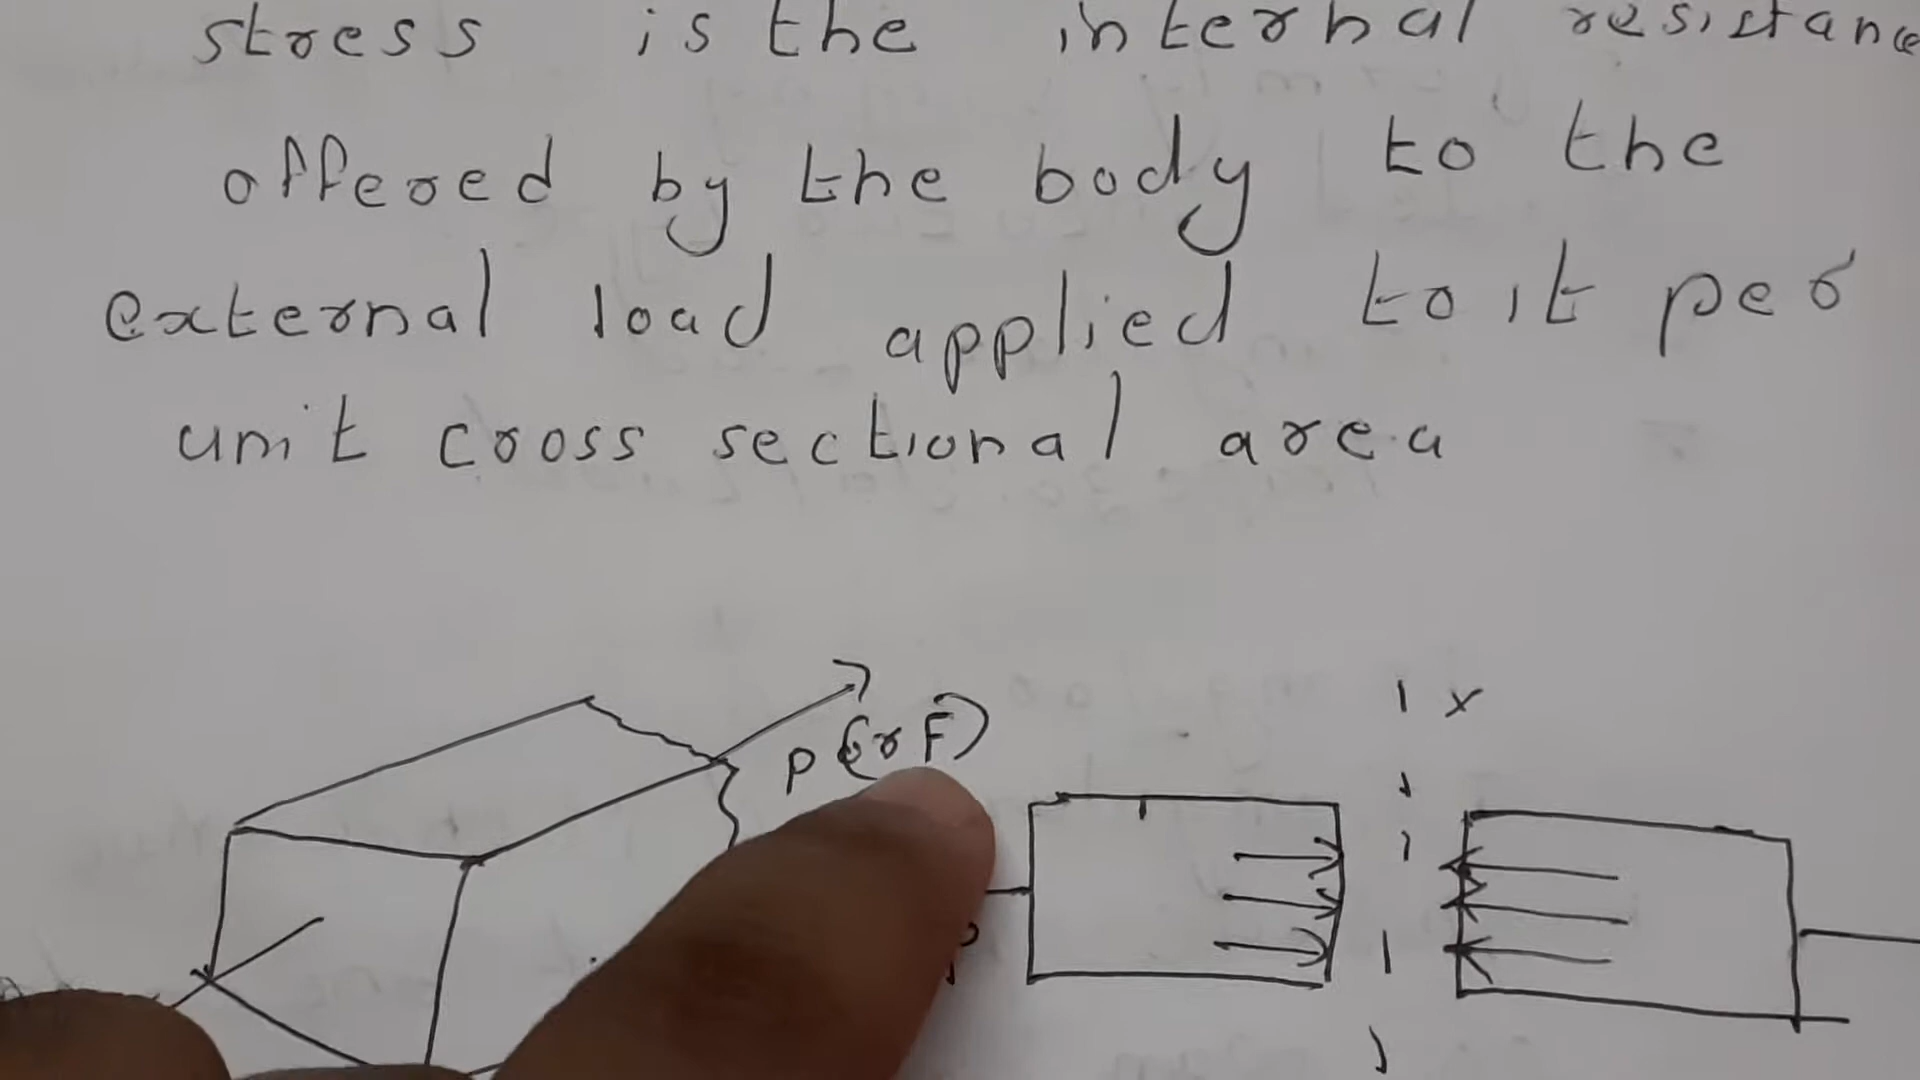 stress is the internal resistance
offered by the body to the
external load applied to it per
unit cross sectional area
P (or F)
x
P